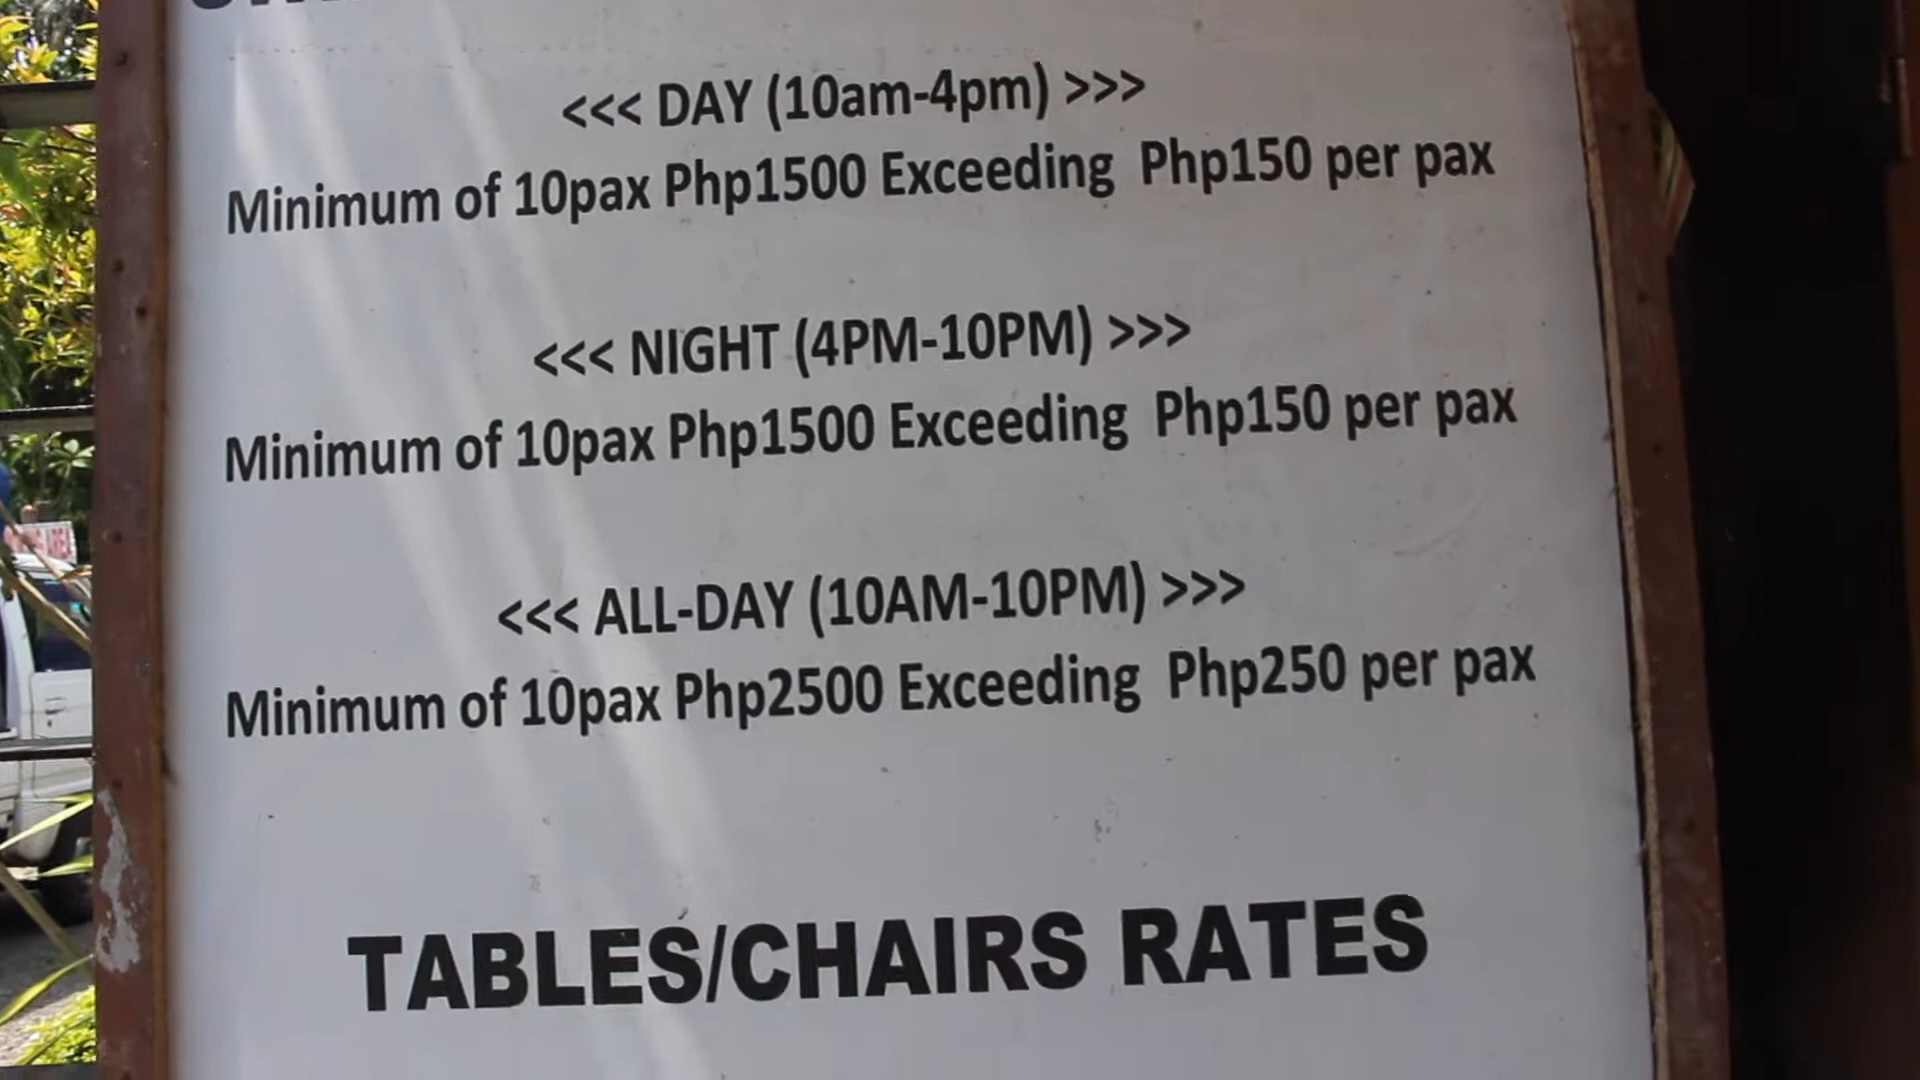 <<< DAY (10am-4pm) >>>
Minimum of 10pax Php1500 Exceeding Php150 per pax
<<< NIGHT (4PM-10PM) >>>
Minimum of 10pax Php1500 Exceeding Php150 per pax
<<< ALL-DAY (10AM-10PM) >>>
Minimum of 10pax Php2500 Exceeding Php250 per pax
TABLES/CHAIRS RATES